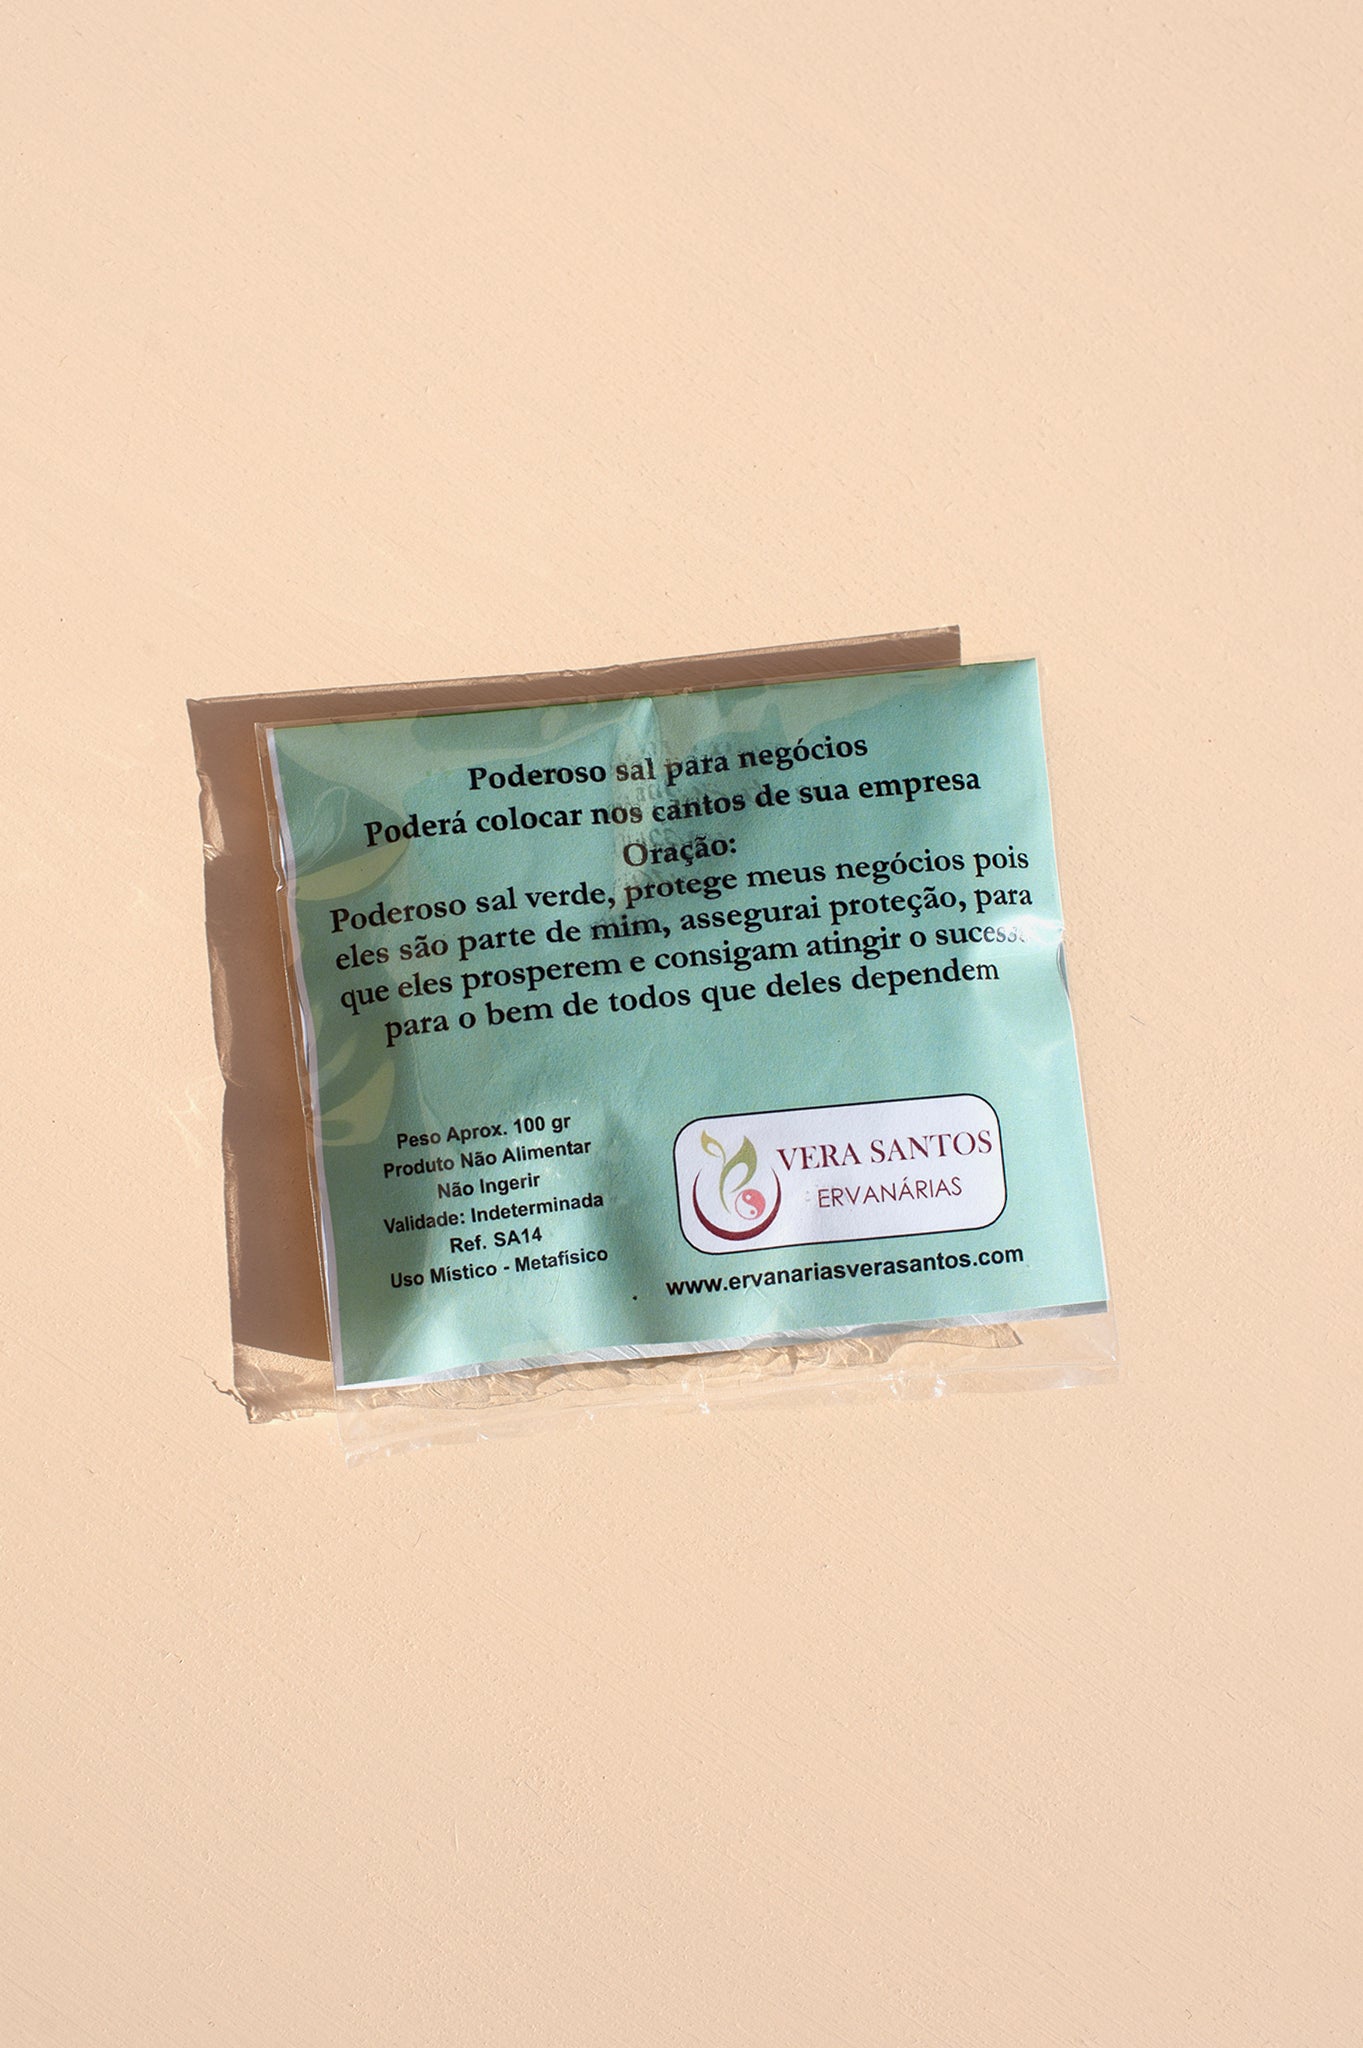 Poderoso sal para negócios
Poderá colocar nos cantos de sua empresa
Oração:
Poderoso sal verde, protege meus negócios pois
eles são parte de mim, assegurai proteção, para
que eles prosperem e consigam atingir o
para o bem de todos que deles dependem
Peso Aprox. 100 gr
Produto Não Alimentar
Não Ingerir
Validade: Indeterminada
Ref. SA14
Uso Místico - Metafísico
VERA SANTOS
ERVANÁRIAS
www.ervanariasverasantos.com